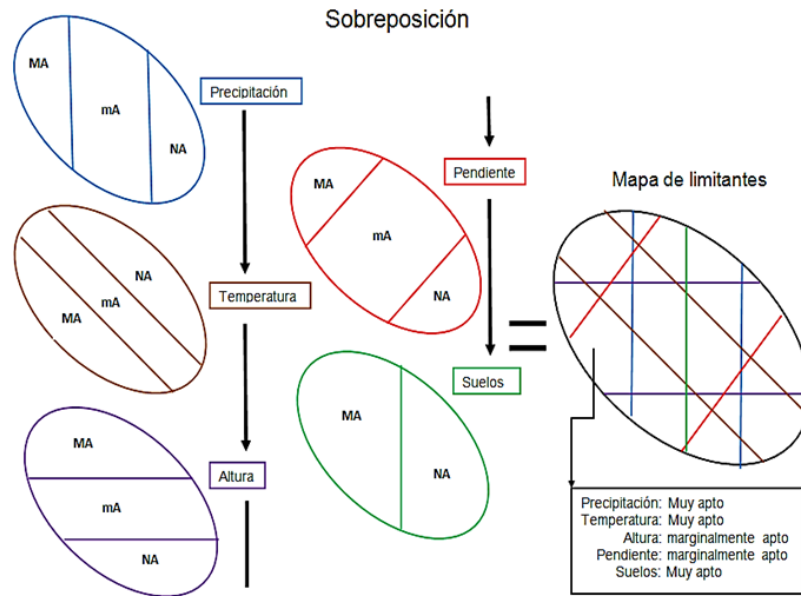 Sobreposición
MA
mA
NA
Precipitación
NA
mA
MA
Temperatura
MA
mA
NA
Altura
MA
mA
NA
Pendiente
MA
NA
Suelos
Mapa de limitantes
Precipitación: Muy apto
Temperatura: Muy apto
Altura: marginalmente apto
Pendiente: marginalmente apto
Suelos: Muy apto